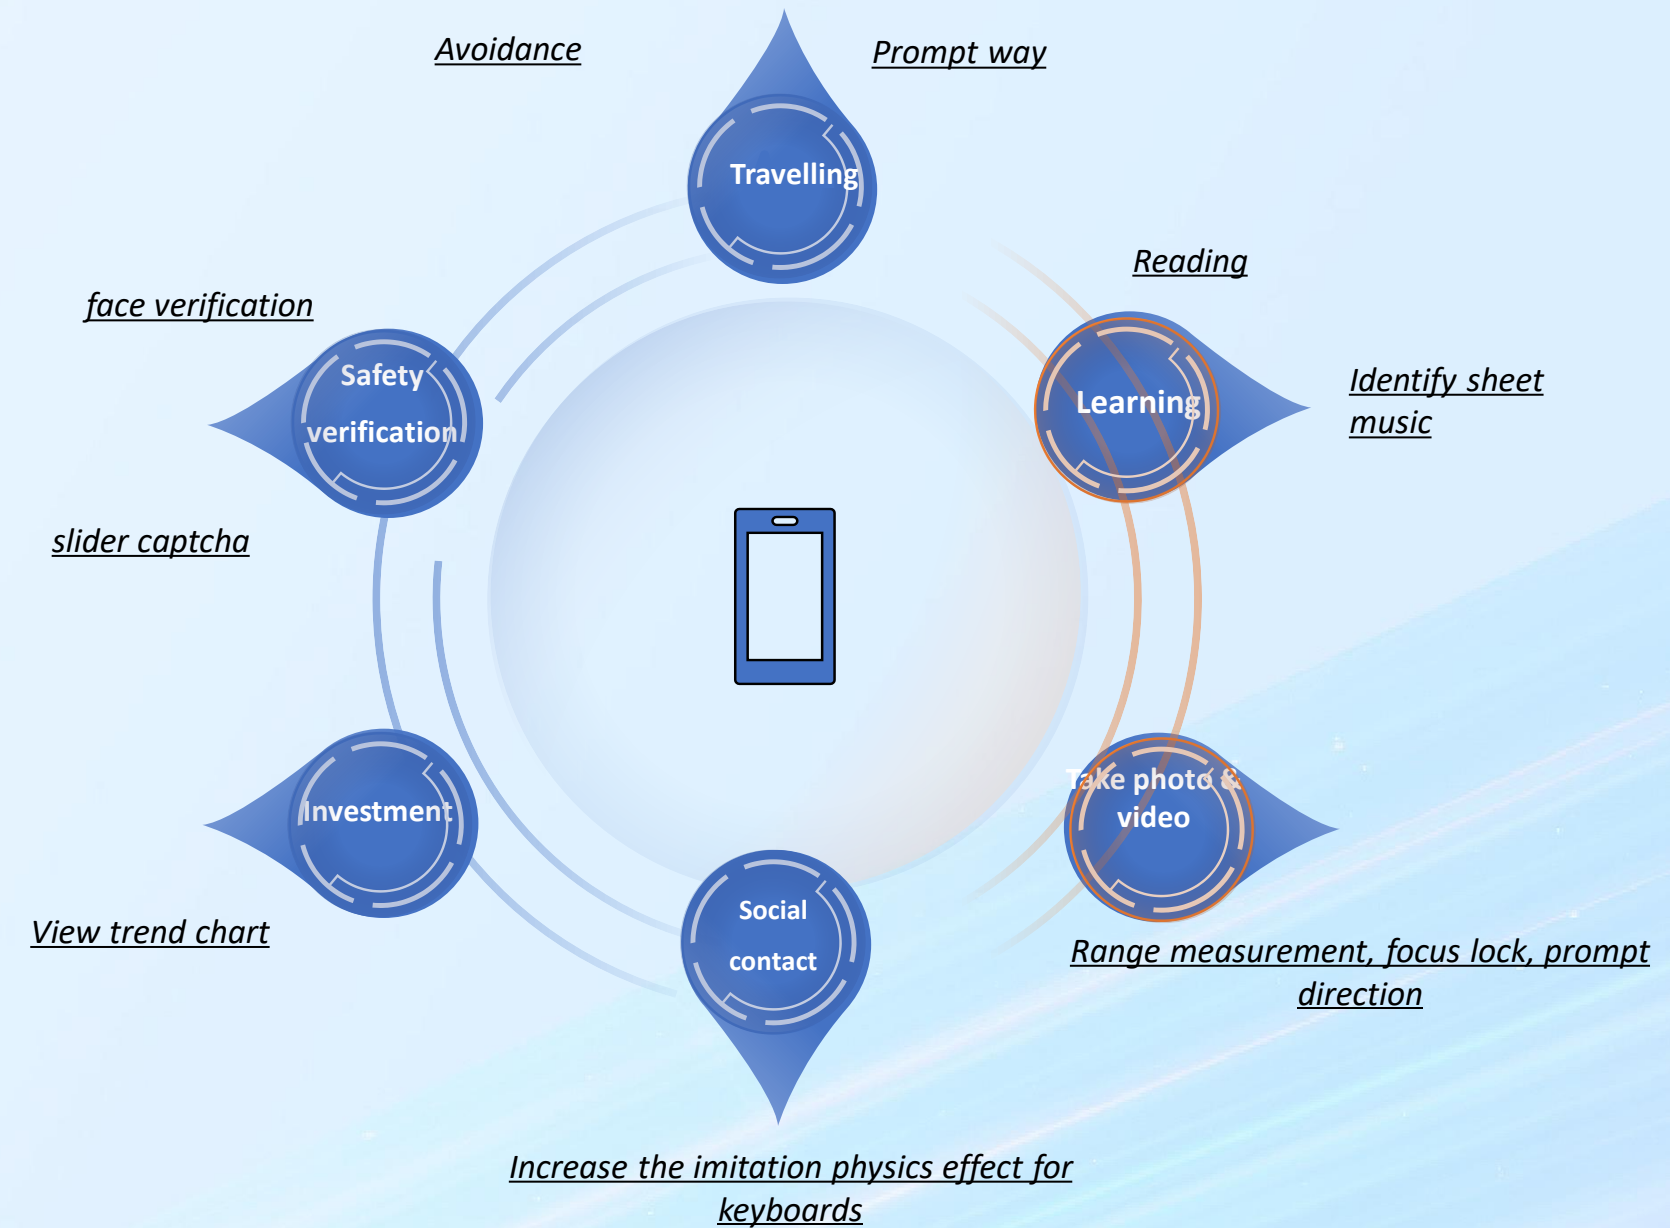 Avoidance
Prompt way
Travelling
Reading
face verification
Safety
verification
Learning
Identify sheet
music
slider captcha
Investment
Take photo &
video
View trend chart
Social
contact
Range measurement, focus lock, prompt
direction
Increase the imitation physics effect for
keyboards